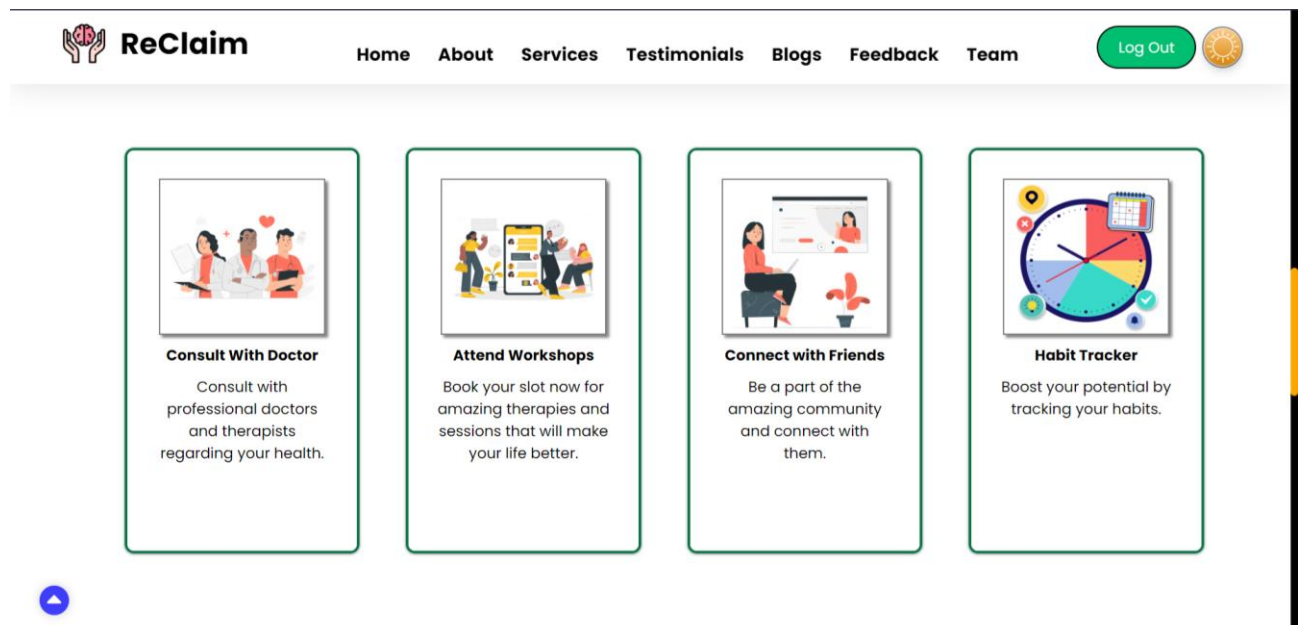 ReClaim
Home About Services Testimonials Blogs Feedback Team
Log Out
Consult With Doctor
Consult with
professional doctors
and therapists
regarding your health.
Attend Workshops
Book your slot now for
amazing therapies and
sessions that will make
your life better.
Connect with Friends
Be a part of the
amazing community
and connect with
them.
Habit Tracker
Boost your potential by
tracking your habits.